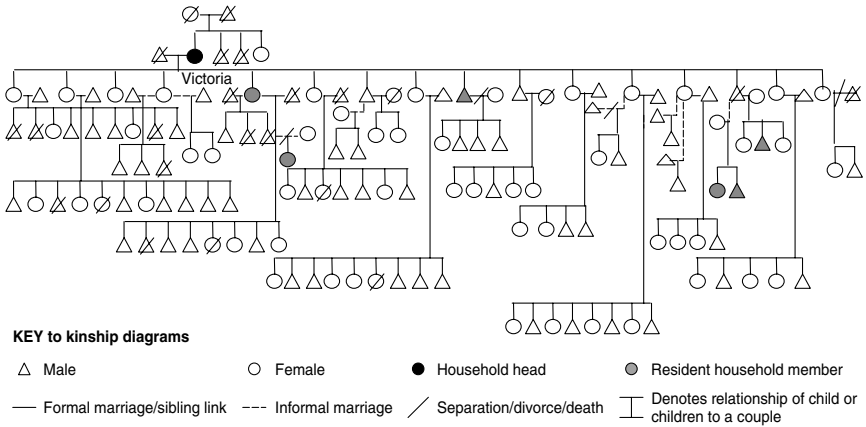 Victoria
KEY to kinship diagrams
Male
Female
Household head
Resident household member
Formal marriage/sibling link
Informal marriage
Separation/divorce/death
Denotes relationship of child or
children to a couple